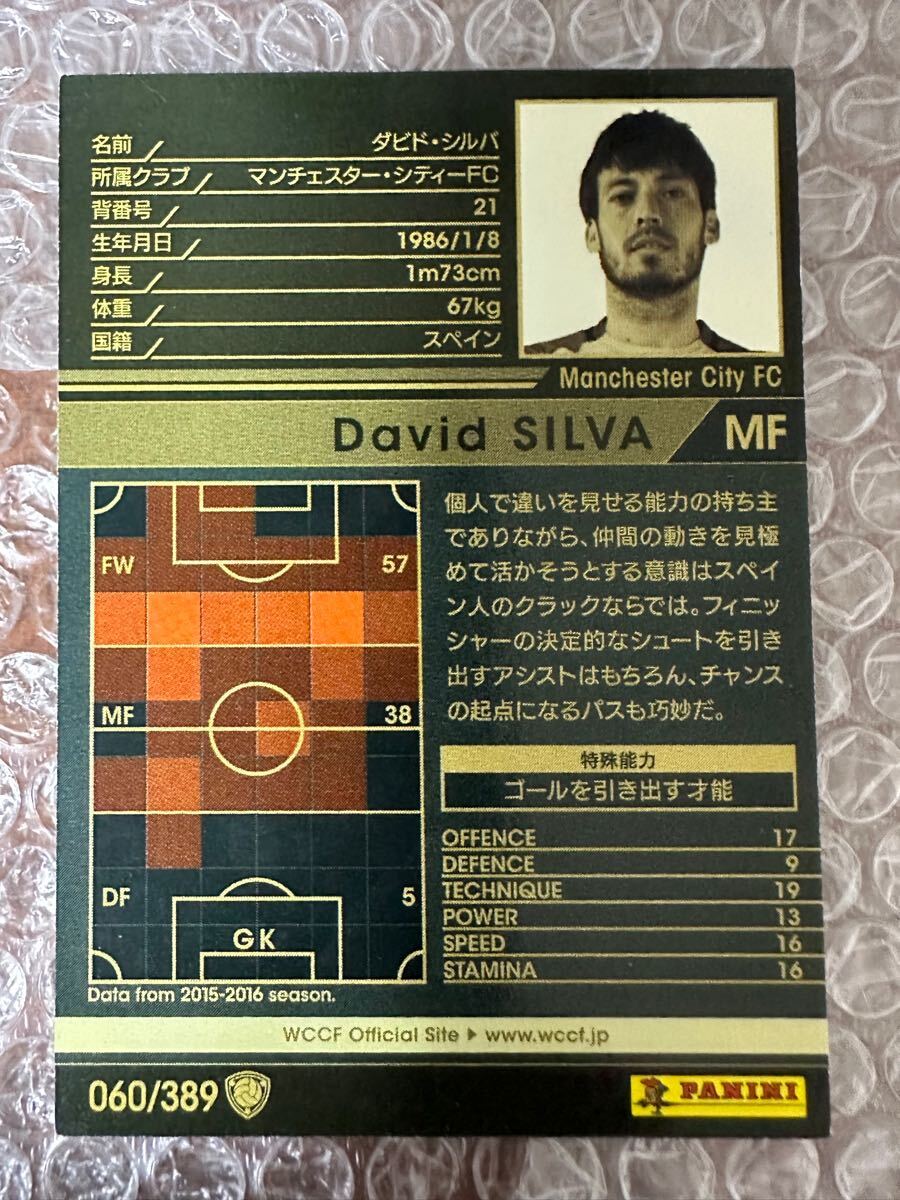 名前 ダビド・シルバ
所属クラブ マンチェスター・シティーFC
背番号 21
生年月日 1986/1/8
身長 1m73cm
体重 67kg
国籍 スペイン
Manchester City FC
David SILVA MF
FW 57
MF 38
DF 5
GK
Data from 2015-2016 season.
個人で違いを見せる能力の持ち主
でありながら、仲間の動きを見極
めて活かそうとする意識はスペイ
ン人のクラックならでは。フィニッ
シャーの決定的なシュートを引き
出すアシストはもちろん、チャンス
の起点になるパスも巧妙だ。
特殊能力
ゴールを引き出す才能
OFFENCE 17
DEFENCE 9
TECHNIQUE 19
POWER 13
SPEED 16
STAMINA 16
WCCF Official Site ▶ www.wccf.jp
060/389
PANINI